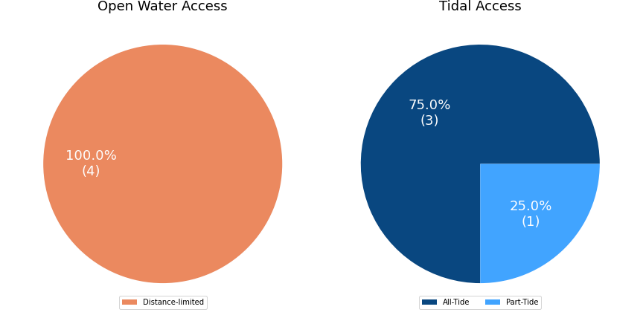 Open Water Access
100.0%
(4)
Distance-limited
Tidal Access
75.0%
(3)
25.0%
(1)
All-Tide
Part-Tide